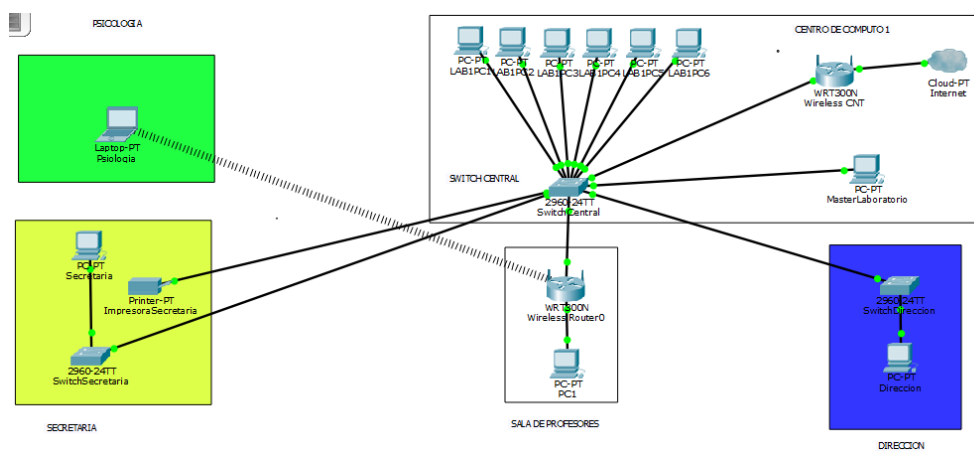 PSICOLOGIA
Laptop-PT
Psiologia
CENTRO DE COMPUTO 1
PC-PT
LAB1PC1
PC-PT
LAB1PC2
PC-PT
LAB1PC3
PC-PT
LAB1PC4
PC-PT
LAB1PC5
PC-PT
LAB1PC6
WRT300N
Wireless CNT
Cloud-PT
Internet
SWITCH CENTRAL
2960-24TT
SwitchCentral
PC-PT
MasterLaboratorio
PC-PT
Secretaria
Printer-PT
ImpresoraSecretaria
2960-24TT
SwitchSecretaria
SECRETARIA
WRT300N
Wireless Router0
PC-PT
PC1
SALA DE PROFESORES
2960-24TT
SwitchDireccion
PC-PT
Direccion
DIRECCION